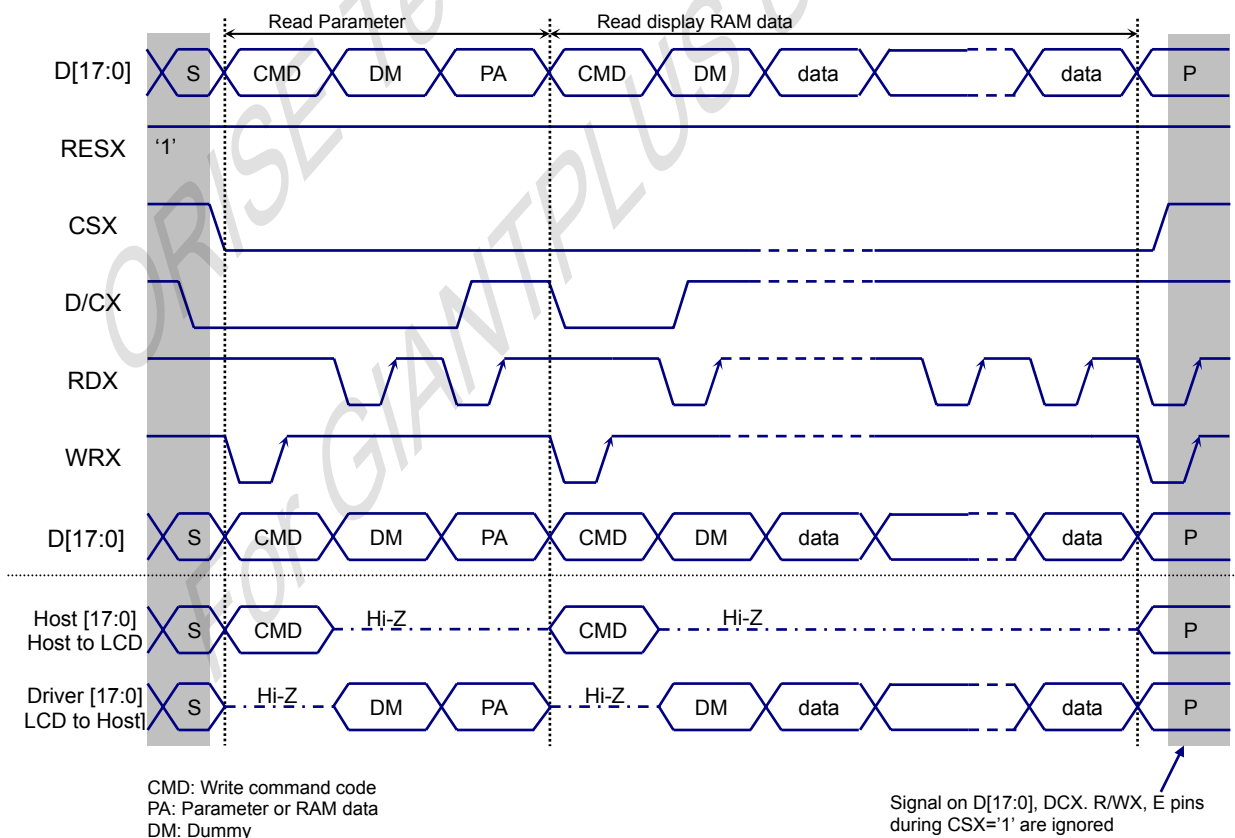 Read Parameter Read display RAM data
D[17:0] S CMD DM PA CMD DM data data P
RESX '1'
CSX
D/CX
RDX
WRX
D[17:0] S CMD DM PA CMD DM data data P
Host [17:0]
Host to LCD
S CMD Hi-Z CMD Hi-Z P
Driver [17:0]
LCD to Host
S Hi-Z DM PA Hi-Z DM data data P
CMD: Write command code
PA: Parameter or RAM data
DM: Dummy
Signal on D[17:0], DCX. R/WX, E pins
during CSX='1' are ignored
ORISE
For GIANTPLUS